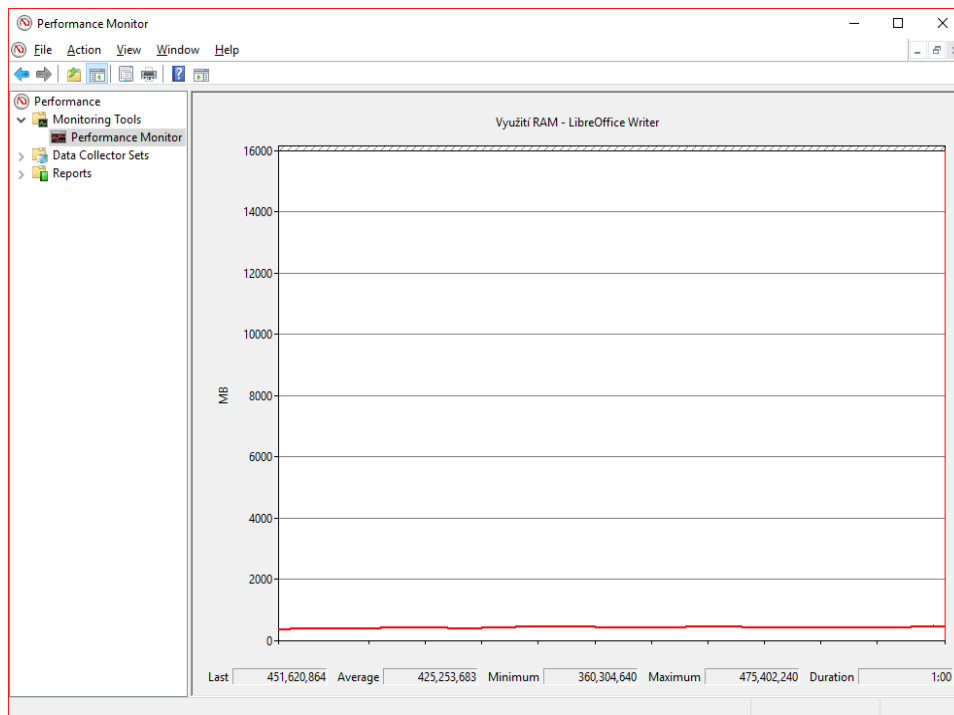 Performance Monitor
File Action View Window Help
Performance
Monitoring Tools
Performance Monitor
Data Collector Sets
Reports
Využití RAM - LibreOffice Writer
16000
14000
12000
10000
MB
8000
6000
4000
2000
0
Last 451,620,864 Average 425,253,683 Minimum 360,304,640 Maximum 475,402,240 Duration 1:00